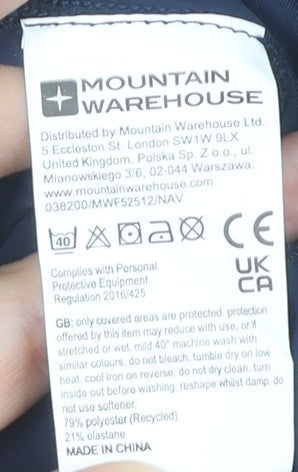 MOUNTAIN
WAREHOUSE
Distributed by Mountain Warehouse Ltd.
5 Eccleston St. London SW1W 9LX
United Kingdom. Polska Sp. Z o.o., ul.
Mianowskiego 3/6, 02-044 Warszawa.
www.mountainwarehouse.com
038200/MWF52512/NAV
40
CE
Complies with Personal
Protective Equipment
Regulation 2016/425
UK
CA
GB: only covered areas are protected. protection
offered by this item may reduce with use, or if
stretched or wet. mild 40° machine wash with
similar colours. do not bleach. tumble dry on low
heat. cool iron on reverse. do not dry clean. turn
inside out before washing. reshape whilst damp. do
not use softener.
79% polyester (Recycled)
21% elastane
MADE IN CHINA